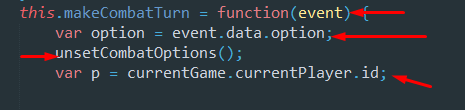 this.makeCombatTurn = function(event) {
var option = event.data.option;
unsetCombatOptions();
var p = currentGame.currentPlayer.id;